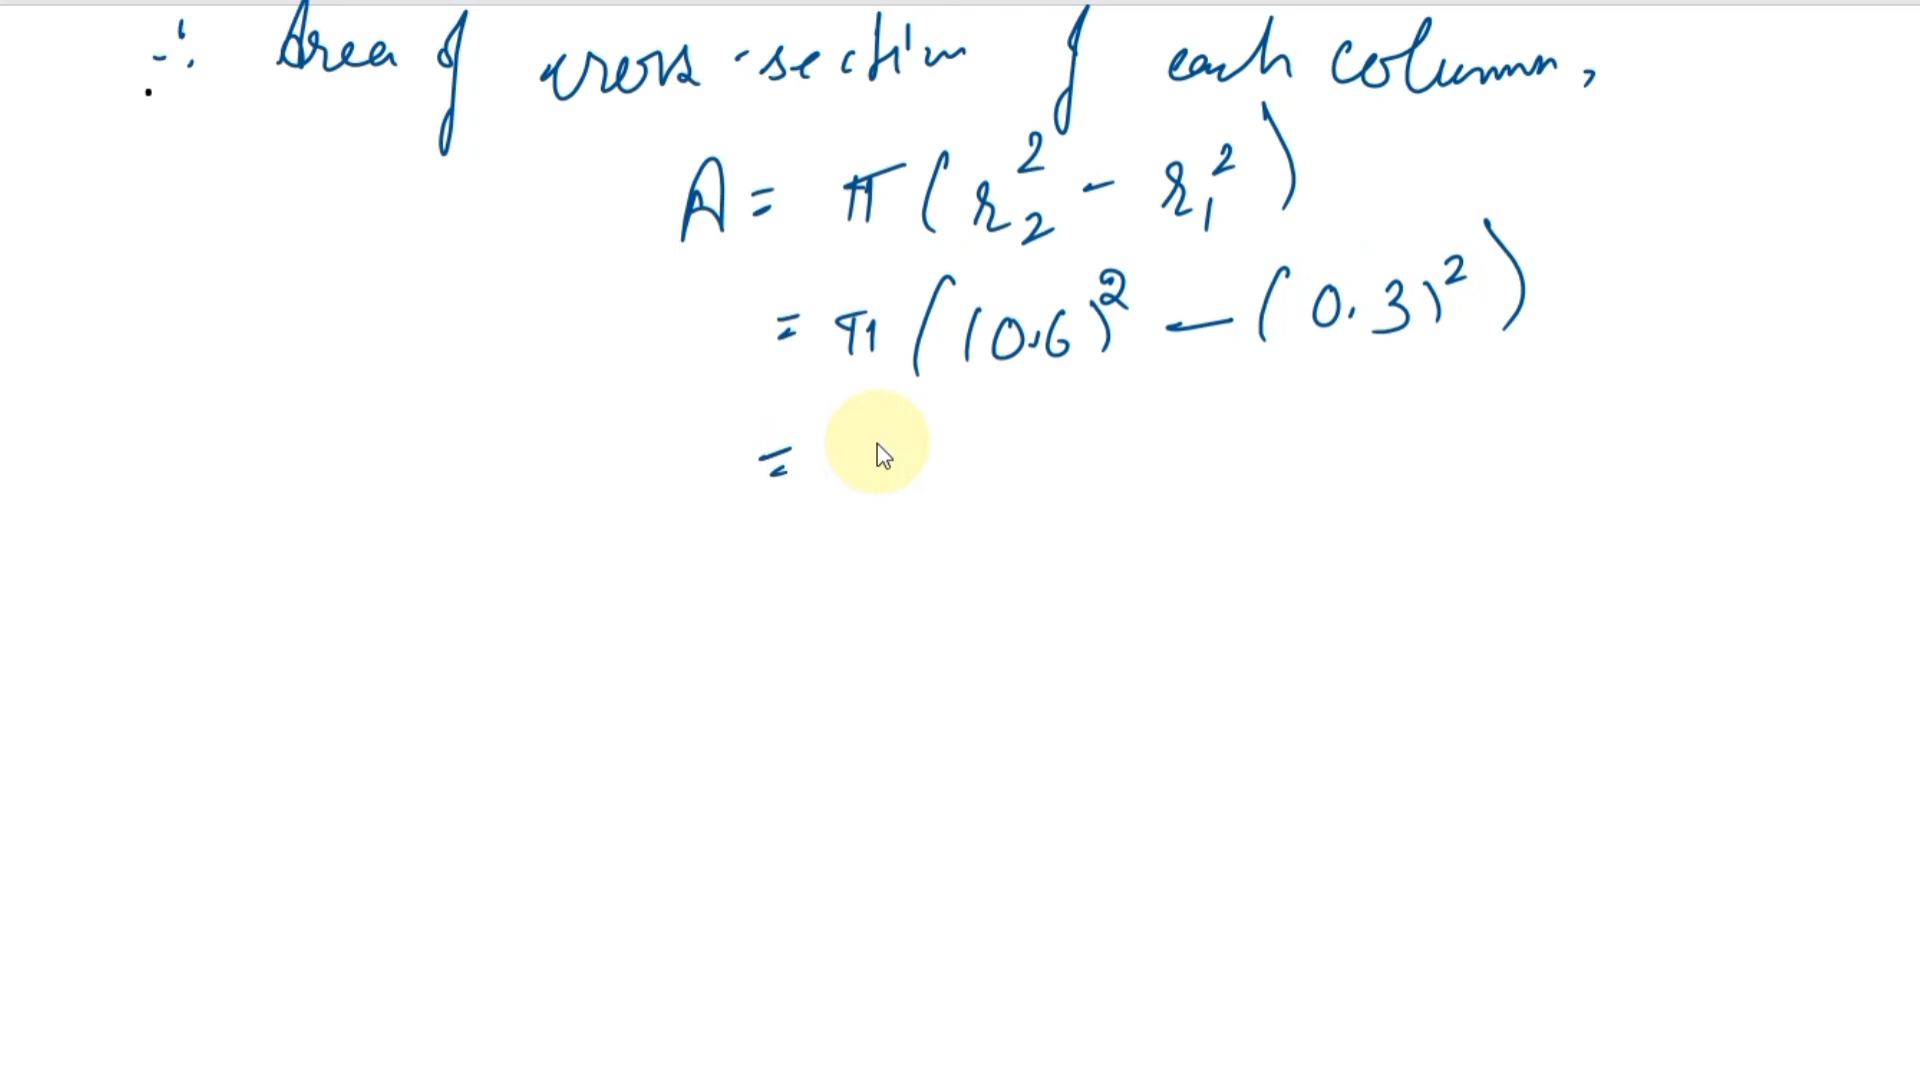 ∴ Area of cross-section of each column,
A = π ( r₂² - r₁² )
= π ( (0.6)² - (0.3)² )
=